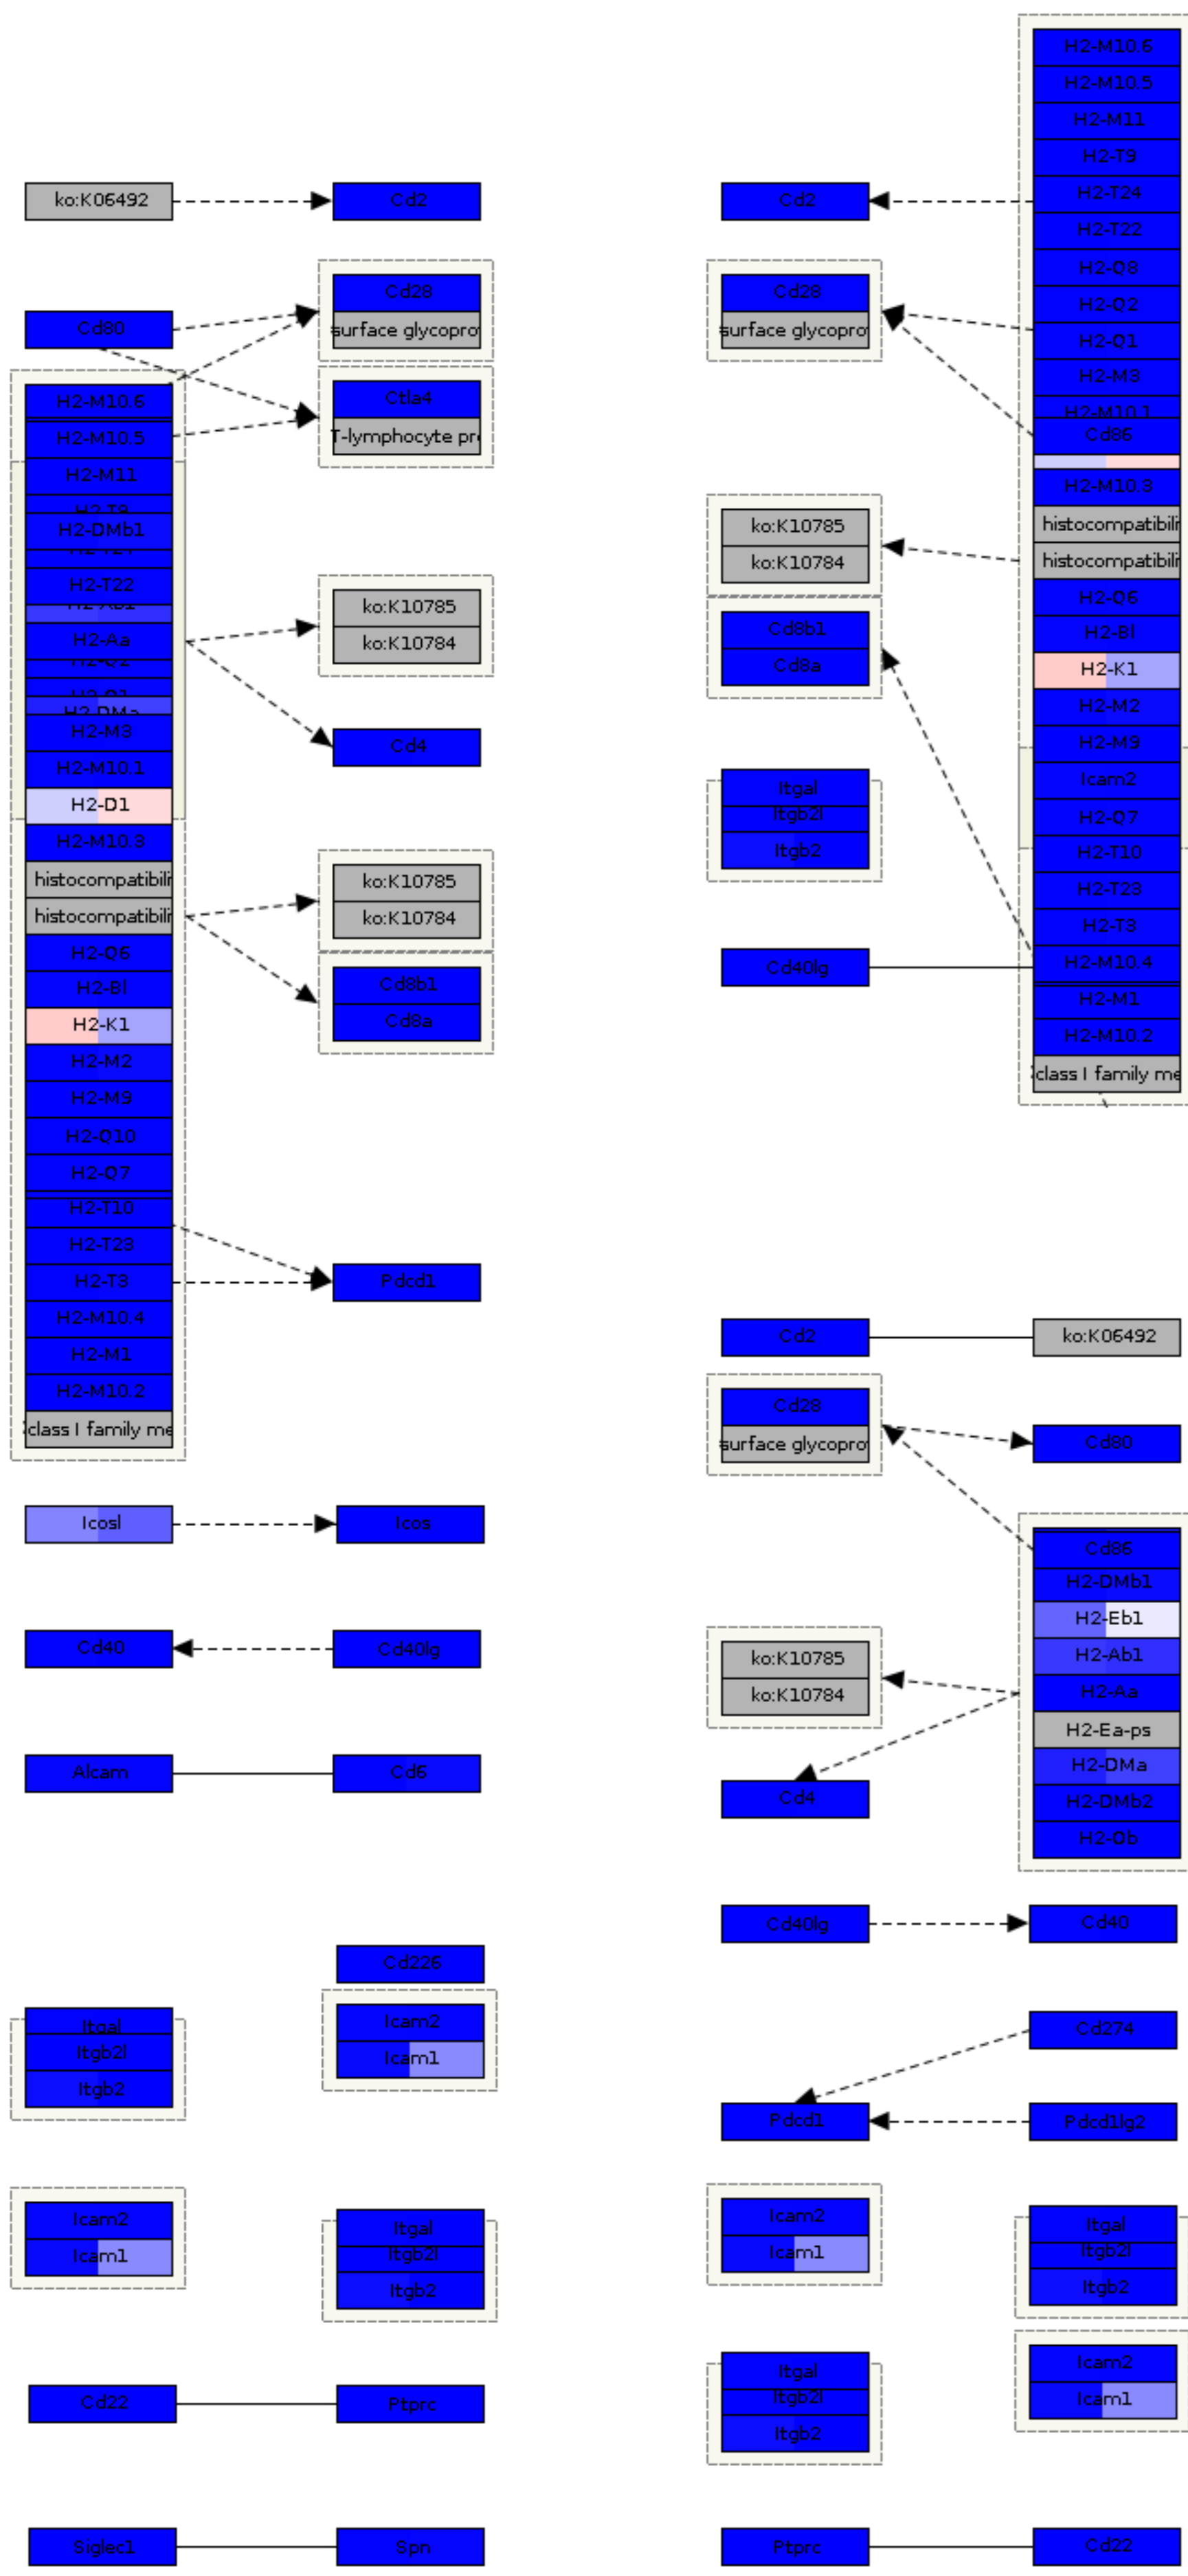 ko:K06492
Cd2
Cd80
Cd28
surface glycopro
Ctla4
T-lymphocyte pr
H2-M10.6
H2-M10.5
H2-M11
H2-T9
H2-DMb1
H2-T22
H2-Aa
H2-DMa
H2-M3
H2-M10.1
H2-D1
H2-M10.3
histocompatibili
histocompatibili
H2-Q6
H2-Bl
H2-K1
H2-M2
H2-M9
H2-Q10
H2-Q7
H2-T10
H2-T23
H2-T3
H2-M10.4
H2-M1
H2-M10.2
class I family me
ko:K10785
ko:K10784
Cd4
ko:K10785
ko:K10784
Cd8b1
Cd8a
Pdcd1
Icosl
Icos
Cd40
Cd40lg
Alcam
Cd6
Cd226
Itgal
Itgb2l
Itgb2
Icam2
Icam1
Icam2
Icam1
Itgal
Itgb2l
Itgb2
Cd22
Ptprc
Siglec1
Spn
Cd2
Cd28
surface glycopro
ko:K10785
ko:K10784
Cd8b1
Cd8a
Itgal
Itgb2l
Itgb2
Cd40lg
H2-M10.6
H2-M10.5
H2-M11
H2-T9
H2-T24
H2-T22
H2-Q8
H2-Q2
H2-Q1
H2-M3
H2-M10.1
Cd86
H2-M10.3
histocompatibili
histocompatibili
H2-Q6
H2-Bl
H2-K1
H2-M2
H2-M9
Icam2
H2-Q7
H2-T10
H2-T23
H2-T3
H2-M10.4
H2-M1
H2-M10.2
class I family me
Cd2
ko:K06492
Cd28
surface glycopro
Cd80
Cd86
H2-DMb1
H2-Eb1
H2-Ab1
H2-Aa
H2-Ea-ps
H2-DMa
H2-DMb2
H2-Ob
ko:K10785
ko:K10784
Cd4
Cd40lg
Cd40
Cd274
Pdcd1
Pdcd1lg2
Icam2
Icam1
Itgal
Itgb2l
Itgb2
Itgal
Itgb2l
Itgb2
Icam2
Icam1
Ptprc
Cd22